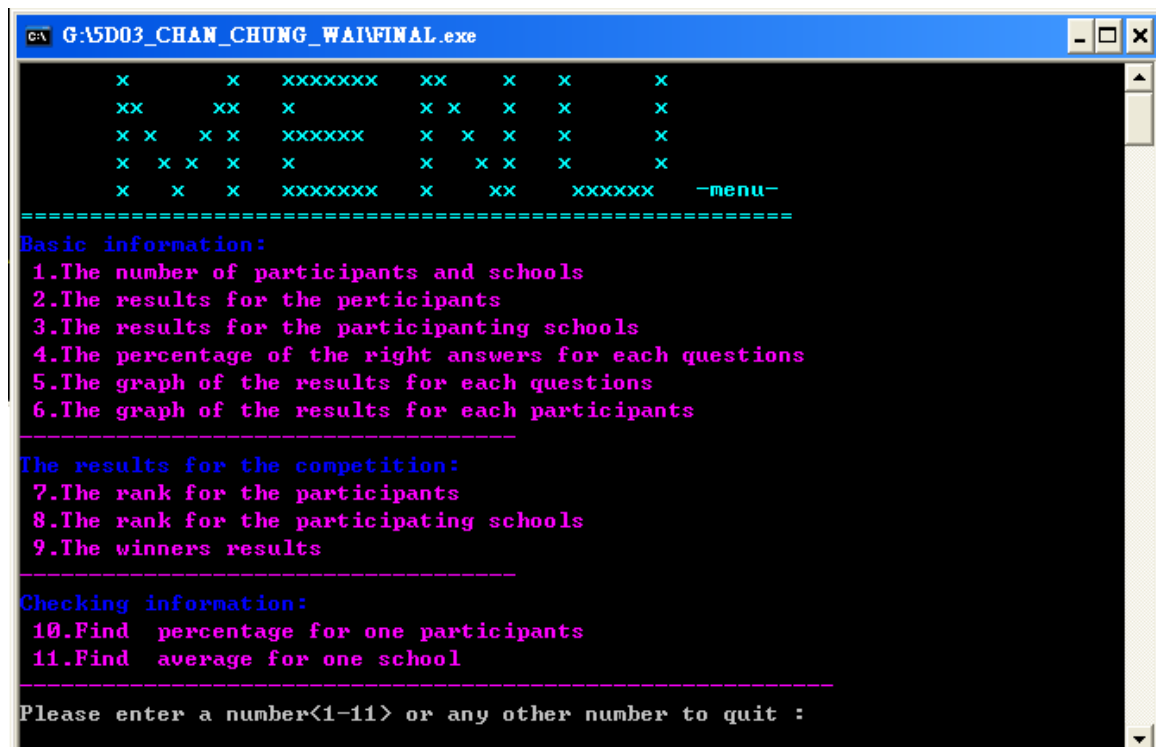 G:\5D03_CHAN_CHUNG_WAI\FINAL.exe
x       x   xxxxxxx   xx    x   x      x
xx     xx   x         x x   x   x      x
x x   x x   xxxxxx    x  x  x   x      x
x  x x  x   x         x   x x   x      x
x   x   x   xxxxxxx   x    xx    xxxxxx   -menu-
========================================================
Basic information:
1.The number of participants and schools
2.The results for the perticipants
3.The results for the participanting schools
4.The percentage of the right answers for each questions
5.The graph of the results for each questions
6.The graph of the results for each participants
------------------------------------
The results for the competition:
7.The rank for the participants
8.The rank for the participating schools
9.The winners results
------------------------------------
Checking information:
10.Find  percentage for one participants
11.Find  average for one school
-----------------------------------------------------------
Please enter a number<1-11> or any other number to quit :